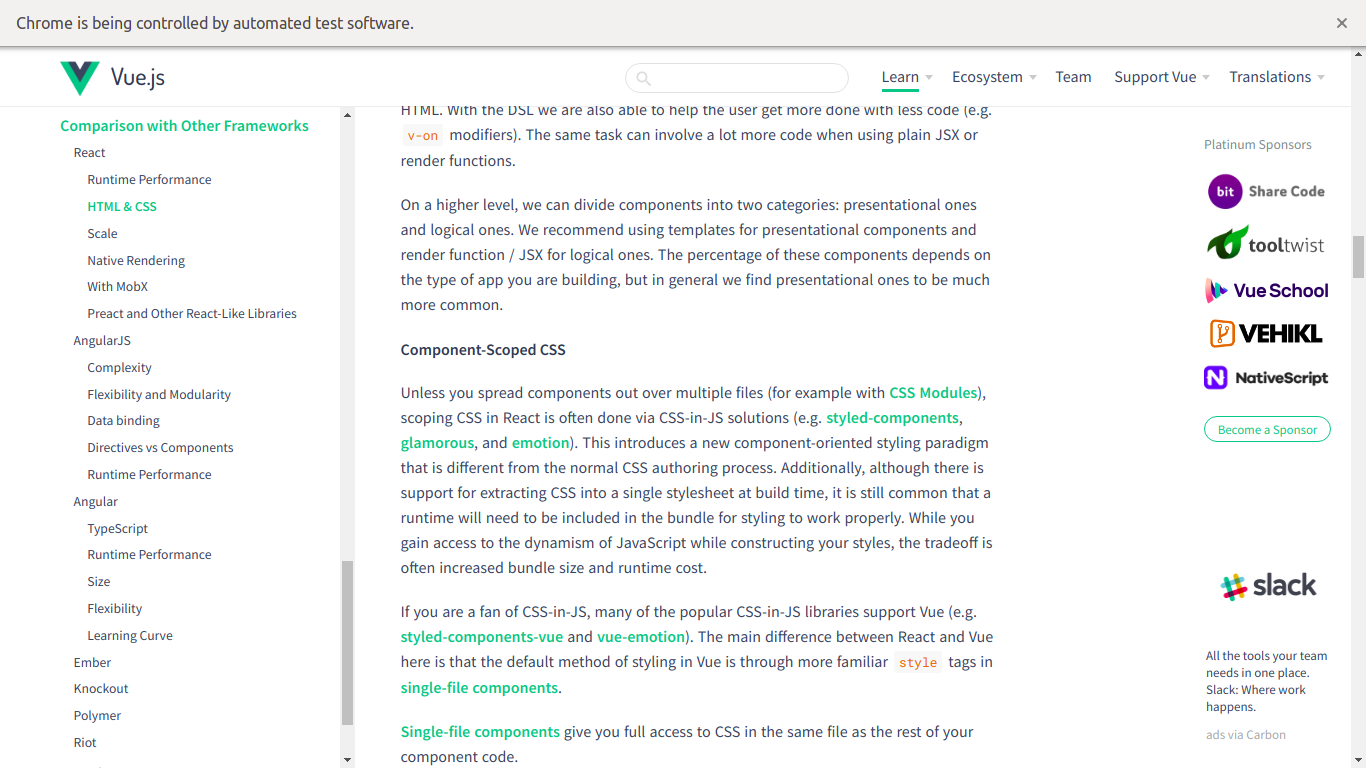 Chrome is being controlled by automated test software.
Vue.js
Learn
Ecosystem
Team
Support Vue
Translations
Comparison with Other Frameworks
React
Runtime Performance
HTML & CSS
Scale
Native Rendering
With MobX
Preact and Other React-Like Libraries
AngularJS
Complexity
Flexibility and Modularity
Data binding
Directives vs Components
Runtime Performance
Angular
TypeScript
Runtime Performance
Size
Flexibility
Learning Curve
Ember
Knockout
Polymer
Riot
HTML. With the DSL we are also able to help the user get more done with less code (e.g.
v-on modifiers). The same task can involve a lot more code when using plain JSX or
render functions.
On a higher level, we can divide components into two categories: presentational ones
and logical ones. We recommend using templates for presentational components and
render function / JSX for logical ones. The percentage of these components depends on
the type of app you are building, but in general we find presentational ones to be much
more common.
Component-Scoped CSS
Unless you spread components out over multiple files (for example with CSS Modules),
scoping CSS in React is often done via CSS-in-JS solutions (e.g. styled-components,
glamorous, and emotion). This introduces a new component-oriented styling paradigm
that is different from the normal CSS authoring process. Additionally, although there is
support for extracting CSS into a single stylesheet at build time, it is still common that a
runtime will need to be included in the bundle for styling to work properly. While you
gain access to the dynamism of JavaScript while constructing your styles, the tradeoff is
often increased bundle size and runtime cost.
If you are a fan of CSS-in-JS, many of the popular CSS-in-JS libraries support Vue (e.g.
styled-components-vue and vue-emotion). The main difference between React and Vue
here is that the default method of styling in Vue is through more familiar style tags in
single-file components.
Single-file components give you full access to CSS in the same file as the rest of your
component code.
Platinum Sponsors
bit Share Code
tooltwist
Vue School
VEHIKL
NativeScript
Become a Sponsor
slack
All the tools your team
needs in one place.
Slack: Where work
happens.
ads via Carbon